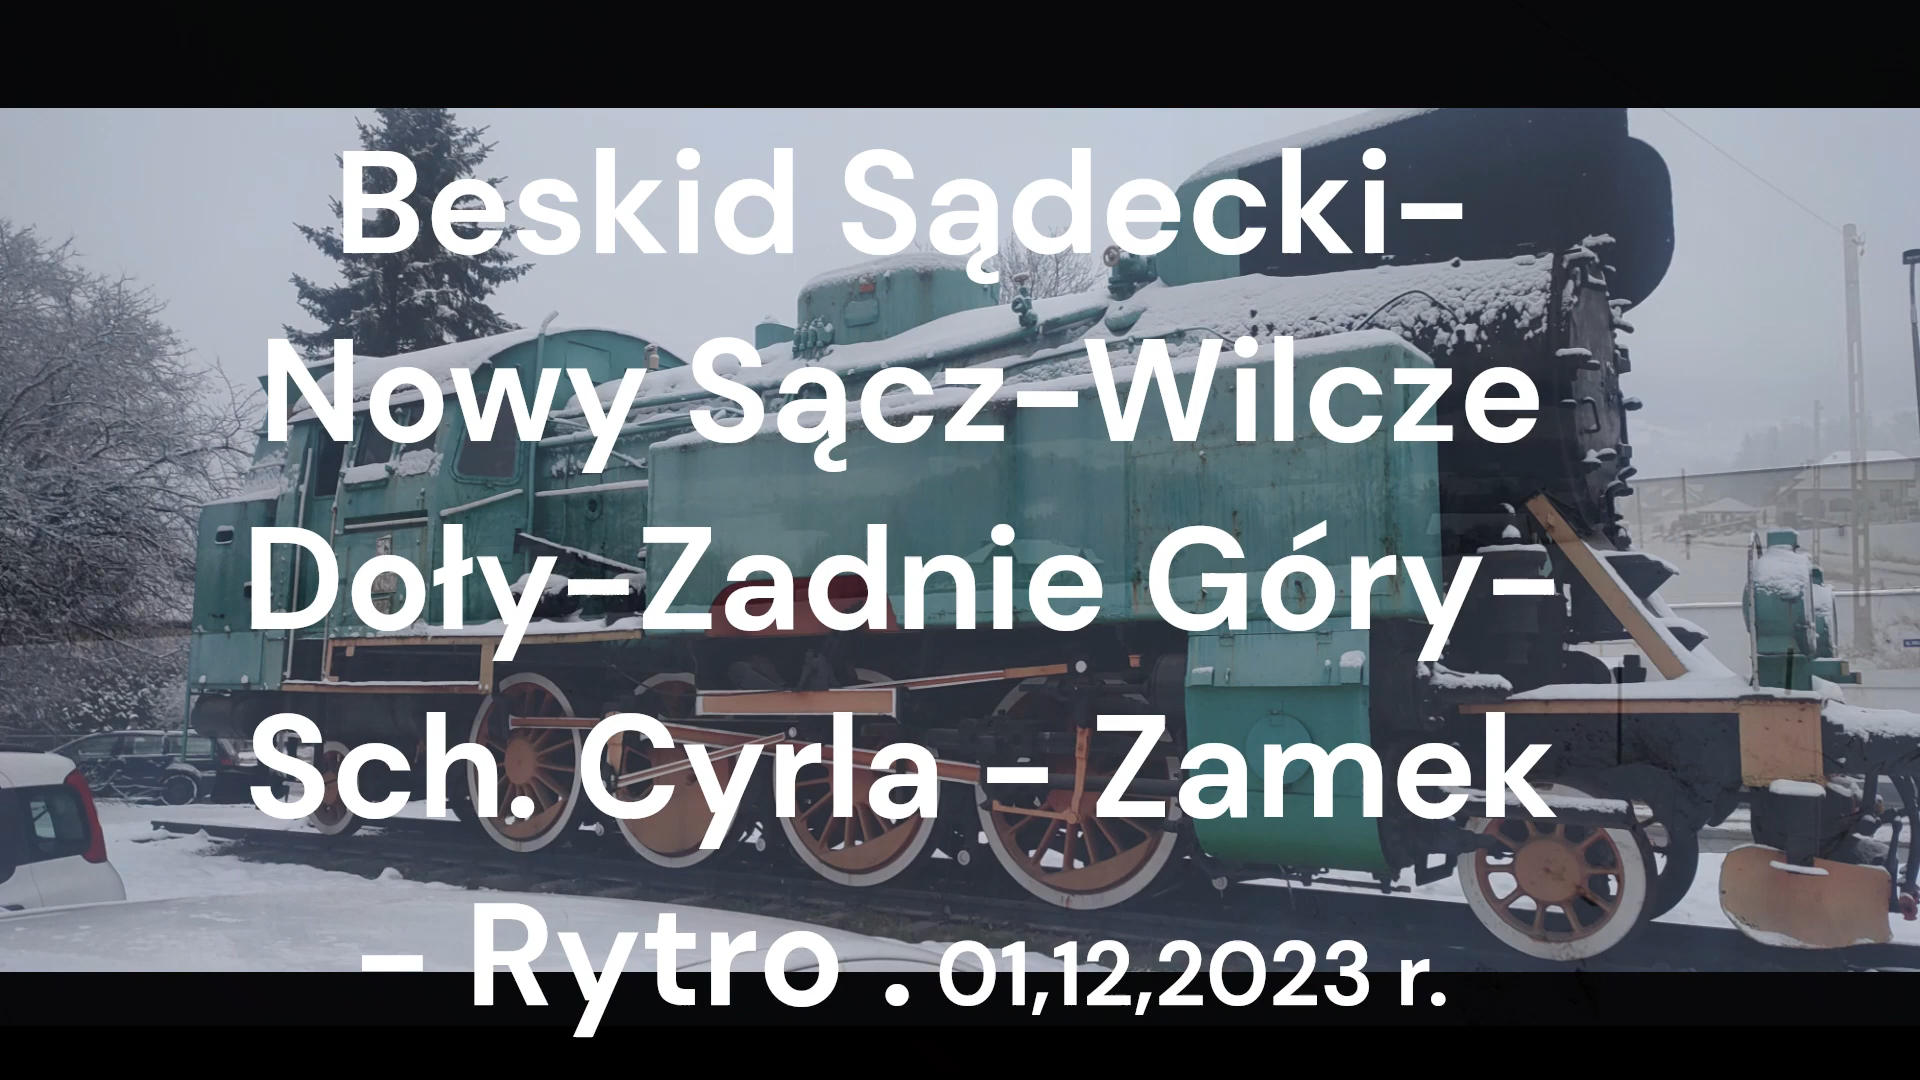 Beskid Sądecki-
Nowy Sącz-Wilcze
Doły-Zadnie Góry-
Sch. Cyrla - Zamek
- Rytro . 01,12,2023 r.